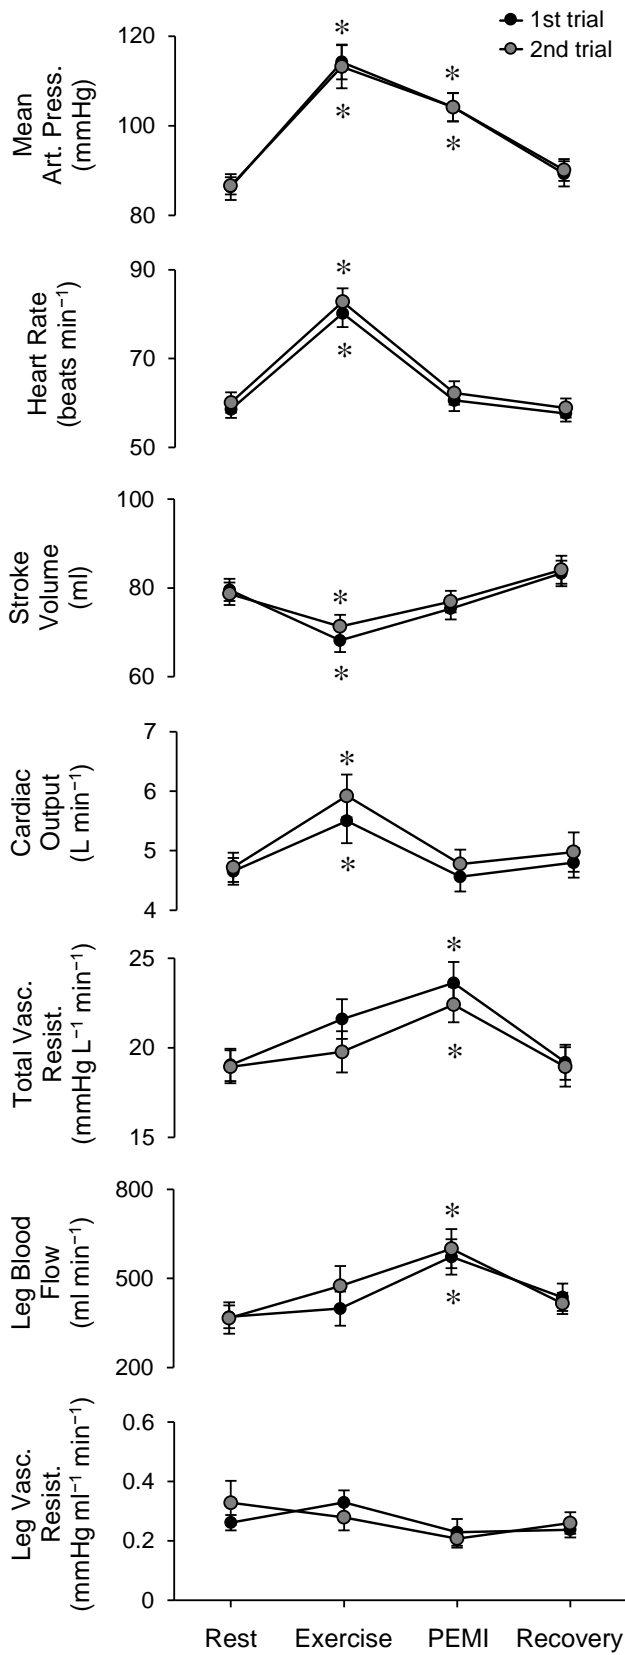 1st trial
2nd trial
Mean
Art. Press.
(mmHg)
120
*
*
100
*
*
80
Heart Rate
(beats min⁻¹)
90
*
70
*
50
Stroke
Volume
(ml)
100
80
*
60
*
Cardiac
Output
(L min⁻¹)
7
*
6
5
*
4
Total Vasc.
Resist.
(mmHg L⁻¹ min⁻¹)
25
*
20
*
15
Leg Blood
Flow
(ml min⁻¹)
800
*
500
*
200
Leg Vasc.
Resist.
(mmHg ml⁻¹ min⁻¹)
0.6
0.4
0.2
0
Rest Exercise PEMI Recovery